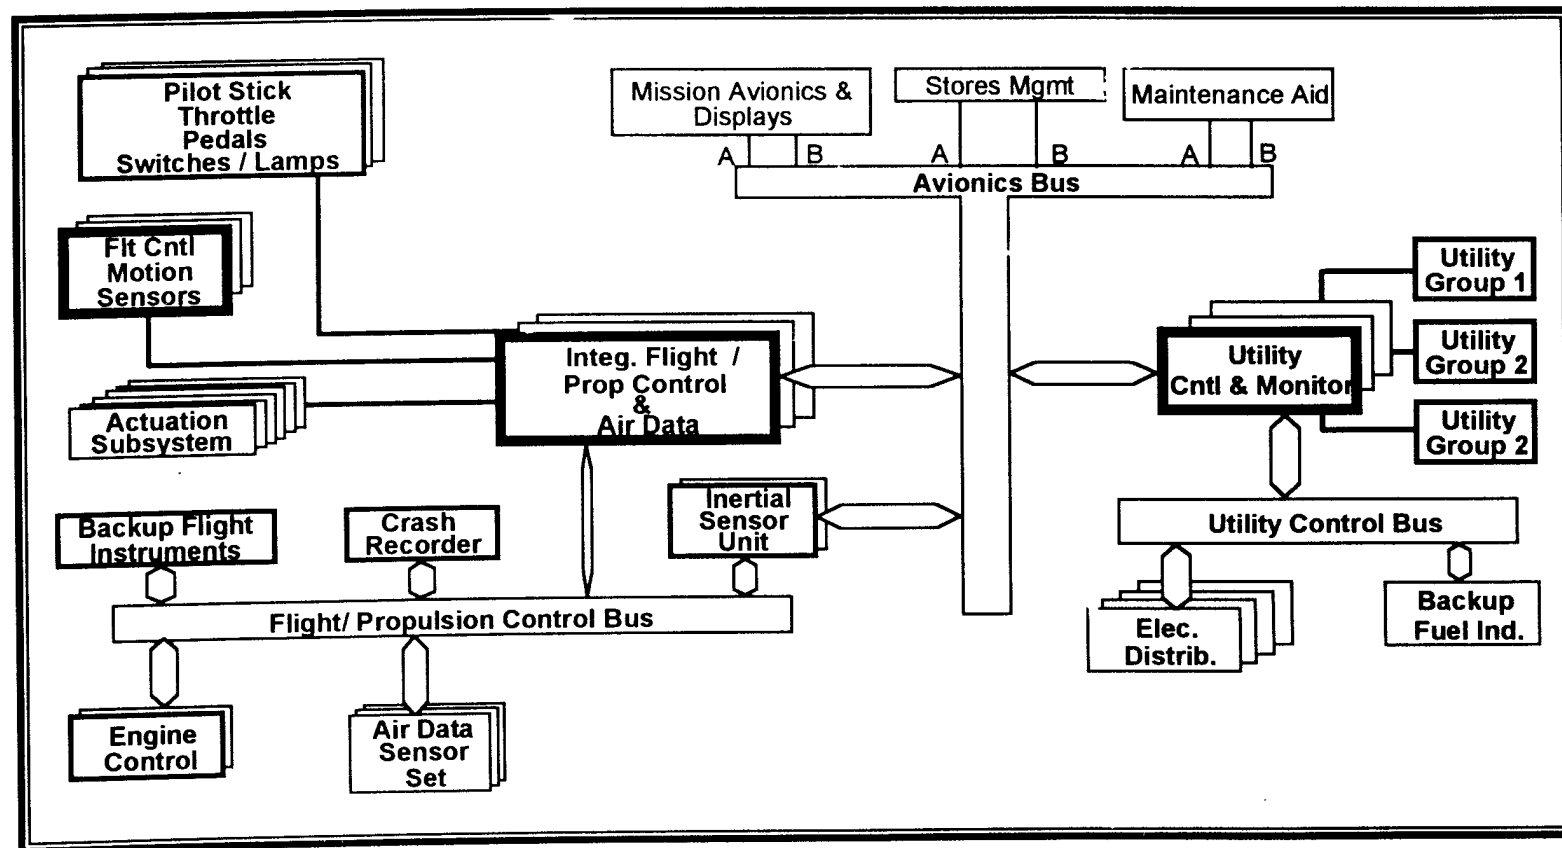 Pilot Stick
Throttle
Pedals
Switches / Lamps
Mission Avionics &
Displays
Stores Mgmt
Maintenance Aid
A B A B A B
Avionics Bus
Flt Cntl
Motion
Sensors
Utility
Group 1
Integ. Flight /
Prop Control
&
Air Data
Utility
Cntl & Monitor
Utility
Group 2
Actuation
Subsystem
Utility
Group 2
Backup Flight
Instruments
Crash
Recorder
Inertial
Sensor
Unit
Utility Control Bus
Flight/ Propulsion Control Bus
Elec.
Distrib.
Backup
Fuel Ind.
Engine
Control
Air Data
Sensor
Set